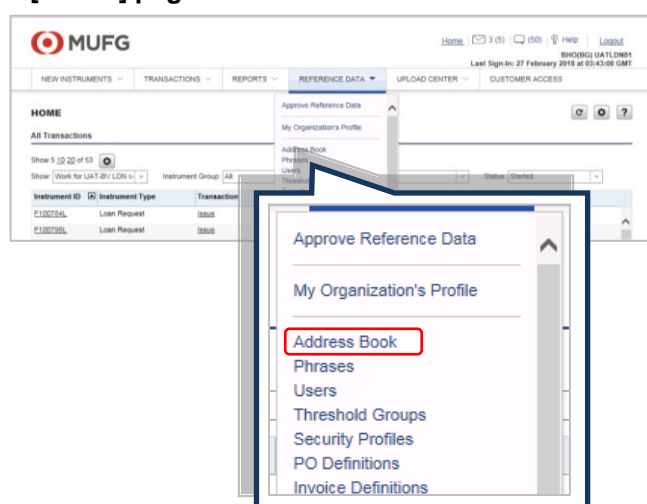 MUFG
Home 3 (5) (50) Help Logout
BHO(BG) UATLDN01
Last Sign-In: 27 February 2018 at 03:43:08 GMT
NEW INSTRUMENTS TRANSACTIONS REPORTS REFERENCE DATA UPLOAD CENTER CUSTOMER ACCESS
HOME
All Transactions
Show 5 10 20 of 53
Show: Work for UAT-BV LDN Instrument Group: All Status: Started
Instrument ID Instrument Type Transaction
F100784L Loan Request Issue
F100796L Loan Request Issue
Approve Reference Data
My Organization's Profile
Address Book
Phrases
Users
Approve Reference Data
My Organization's Profile
Address Book
Phrases
Users
Threshold Groups
Security Profiles
PO Definitions
Invoice Definitions